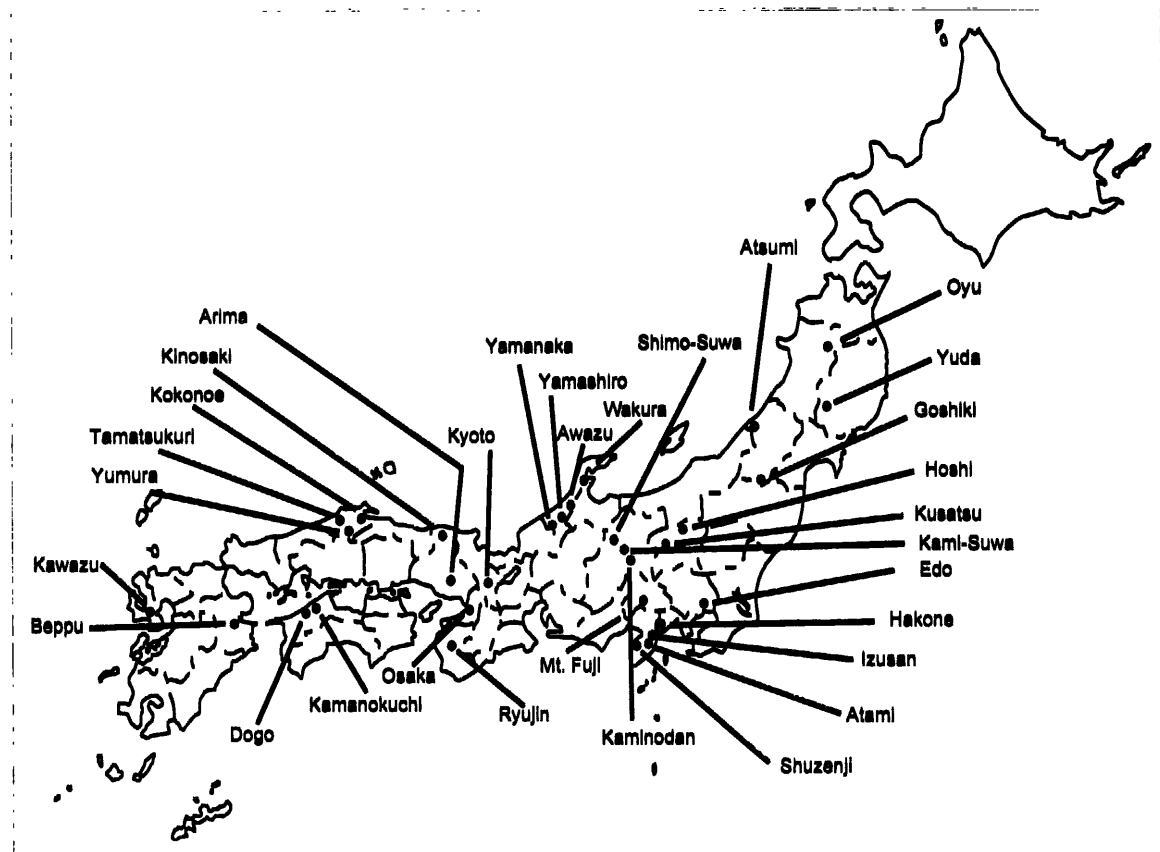 Atsumi
Oyu
Arima
Yamanaka
Shimo-Suwa
Kinosaki
Yuda
Yamashiro
Kokonoe
Wakura
Goshiki
Tamatsukuri
Kyoto
Awazu
Yumura
Hoshi
Kusatsu
Kami-Suwa
Kawazu
Edo
Beppu
Hakone
Izusan
Mt. Fuji
Osaka
Kamanokuchi
Ryujin
Atami
Dogo
Kaminodan
Shuzenji